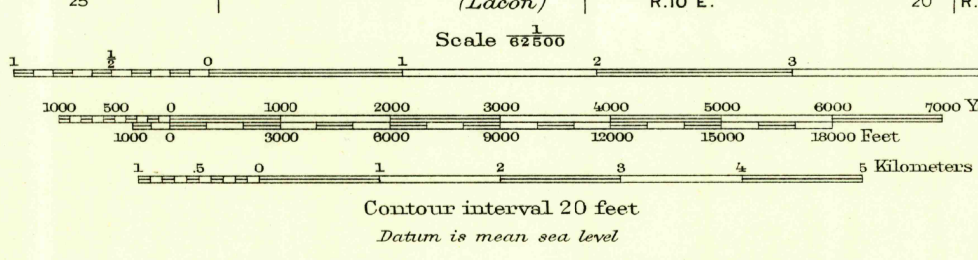 25 (Lacon) R.10 E. 20 R.
Scale 1/62500
1 1/2 0 1 2 3
1000 500 0 1000 2000 3000 4000 5000 6000 7000 Y
1000 0 3000 6000 9000 12000 15000 18000 Feet
1 .5 0 1 2 3 4 5 Kilometers
Contour interval 20 feet
Datum is mean sea level